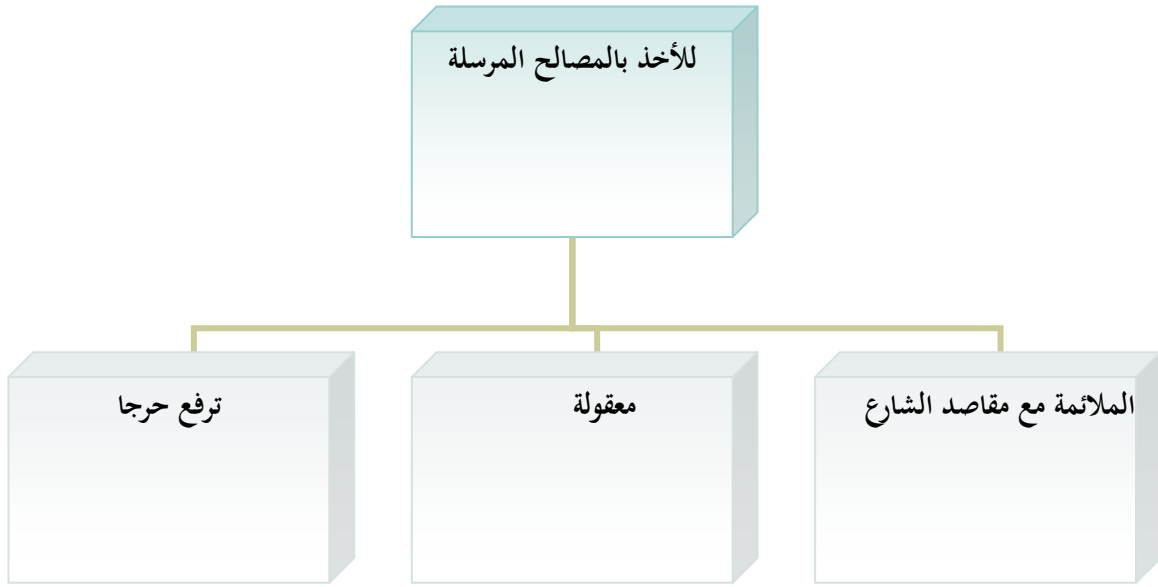 للأخذ بالمصالح المرسلة
الملائمة مع مقاصد الشارع
معقولة
ترفع حرجا